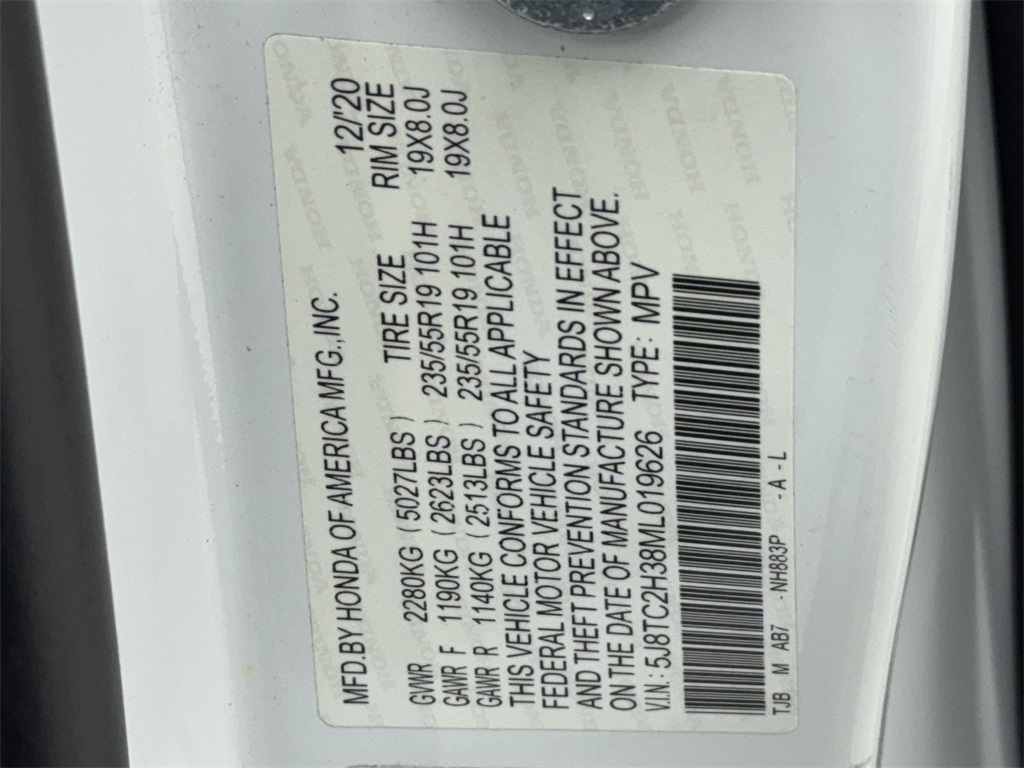 MFD.BY HONDA OF AMERICA MFG.,INC. 12/'20
TIRE SIZE RIM SIZE
GVWR 2280KG (5027LBS)
GAWR F 1190KG (2623LBS) 235/55R19 101H 19X8.0J
GAWR R 1140KG (2513LBS) 235/55R19 101H 19X8.0J
THIS VEHICLE CONFORMS TO ALL APPLICABLE
FEDERAL MOTOR VEHICLE SAFETY
AND THEFT PREVENTION STANDARDS IN EFFECT
ON THE DATE OF MANUFACTURE SHOWN ABOVE.
V.I.N: 5J8TC2H38ML019626 TYPE: MPV
TJB M AB7 - NH883P - A - L